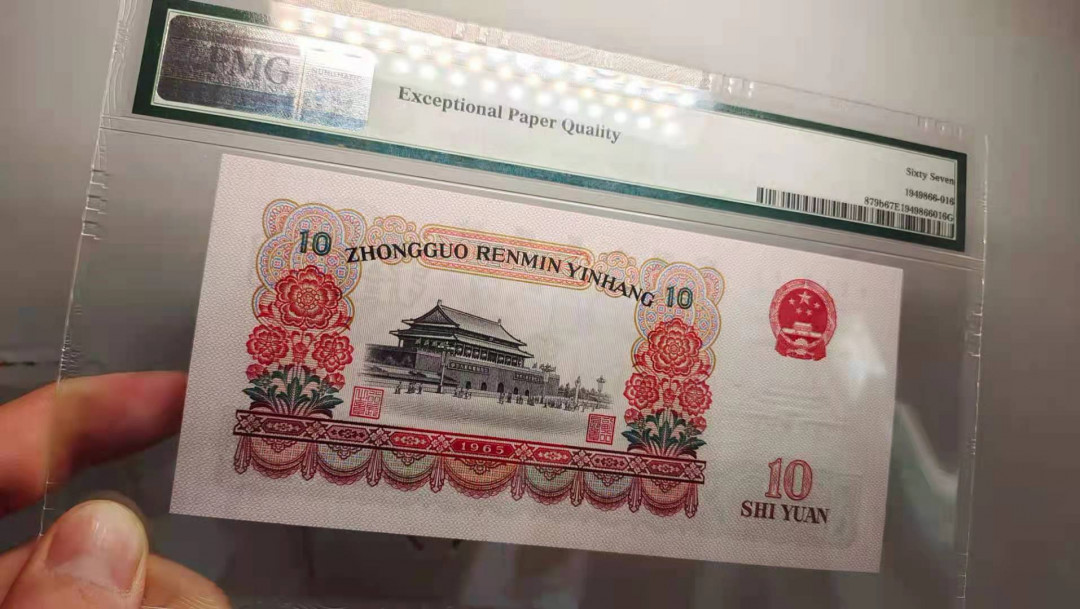 PMG
Exceptional Paper Quality
Sixty Seven
1949866-016
879b67E1949866016G
10
ZHONGGUO RENMIN YINHANG
10
1965
10
SHI YUAN